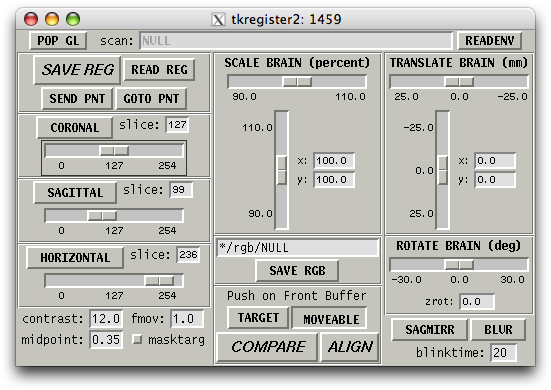 tkregister2: 1459
POP GL scan: NULL READENV
SAVE REG READ REG
SEND PNT GOTO PNT
CORONAL slice: 127
0 127 254
SAGITTAL slice: 99
0 127 254
HORIZONTAL slice: 236
0 127 254
contrast: 12.0 fmov: 1.0
midpoint: 0.35 masktarg
SCALE BRAIN (percent)
90.0 110.0
110.0
x: 100.0
y: 100.0
90.0
*/rgb/NULL
SAVE RGB
Push on Front Buffer
TARGET MOVEABLE
COMPARE ALIGN
TRANSLATE BRAIN (mm)
25.0 0.0 -25.0
-25.0
0.0 x: 0.0
y: 0.0
25.0
ROTATE BRAIN (deg)
-30.0 0.0 30.0
zrot: 0.0
SAGMIRR BLUR
blinktime: 20